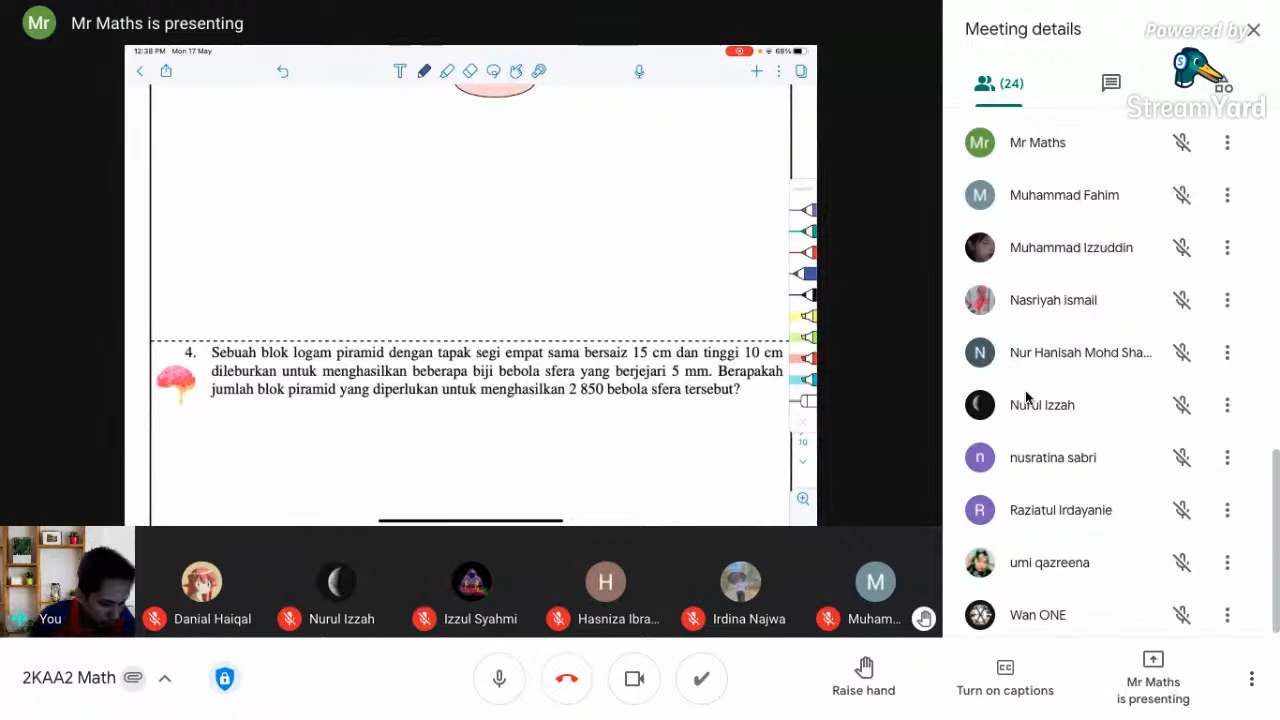 Mr
Mr Maths is presenting
12:38 PM Mon 17 May
68%
T
4. Sebuah blok logam piramid dengan tapak segi empat sama bersaiz 15 cm dan tinggi 10 cm
dileburkan untuk menghasilkan beberapa biji bebola sfera yang berjejari 5 mm. Berapakah
jumlah blok piramid yang diperlukan untuk menghasilkan 2 850 bebola sfera tersebut?
10
Meeting details
Powered by
StreamYard
(24)
Mr
Mr Maths
M
Muhammad Fahim
Muhammad Izzuddin
Nasriyah ismail
N
Nur Hanisah Mohd Sha...
Nurul Izzah
n
nusratina sabri
R
Raziatul Irdayanie
umi qazreena
Wan ONE
You
Danial Haiqal
Nurul Izzah
Izzul Syahmi
H
Hasniza Ibra...
Irdina Najwa
M
Muham...
2KAA2 Math
Raise hand
CC
Turn on captions
Mr Maths
is presenting